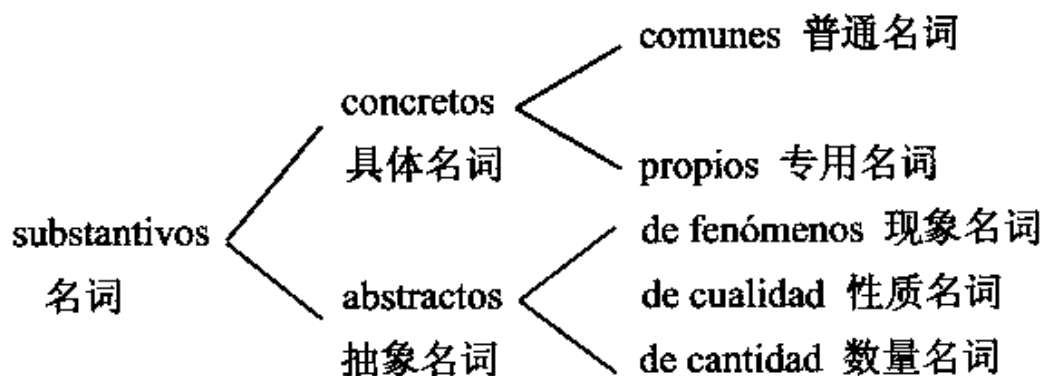 comunes 普通名词
concretos
具体名词
propios 专用名词
substantivos
名词
de fenómenos 现象名词
abstractos
de cualidad 性质名词
抽象名词
de cantidad 数量名词